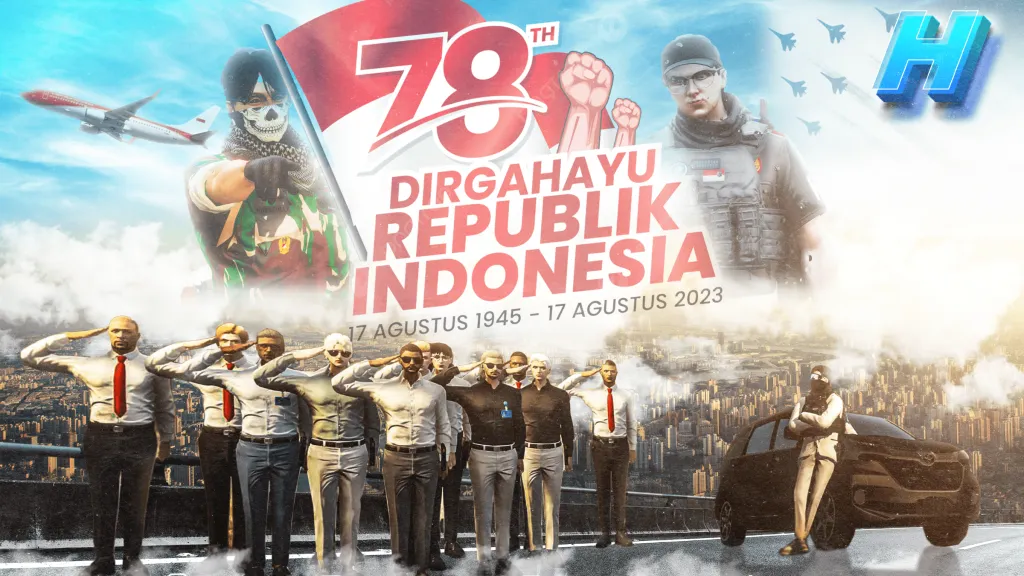 78TH
DIRGAHAYU
REPUBLIK
INDONESIA
17 AGUSTUS 1945 - 17 AGUSTUS 2023
H